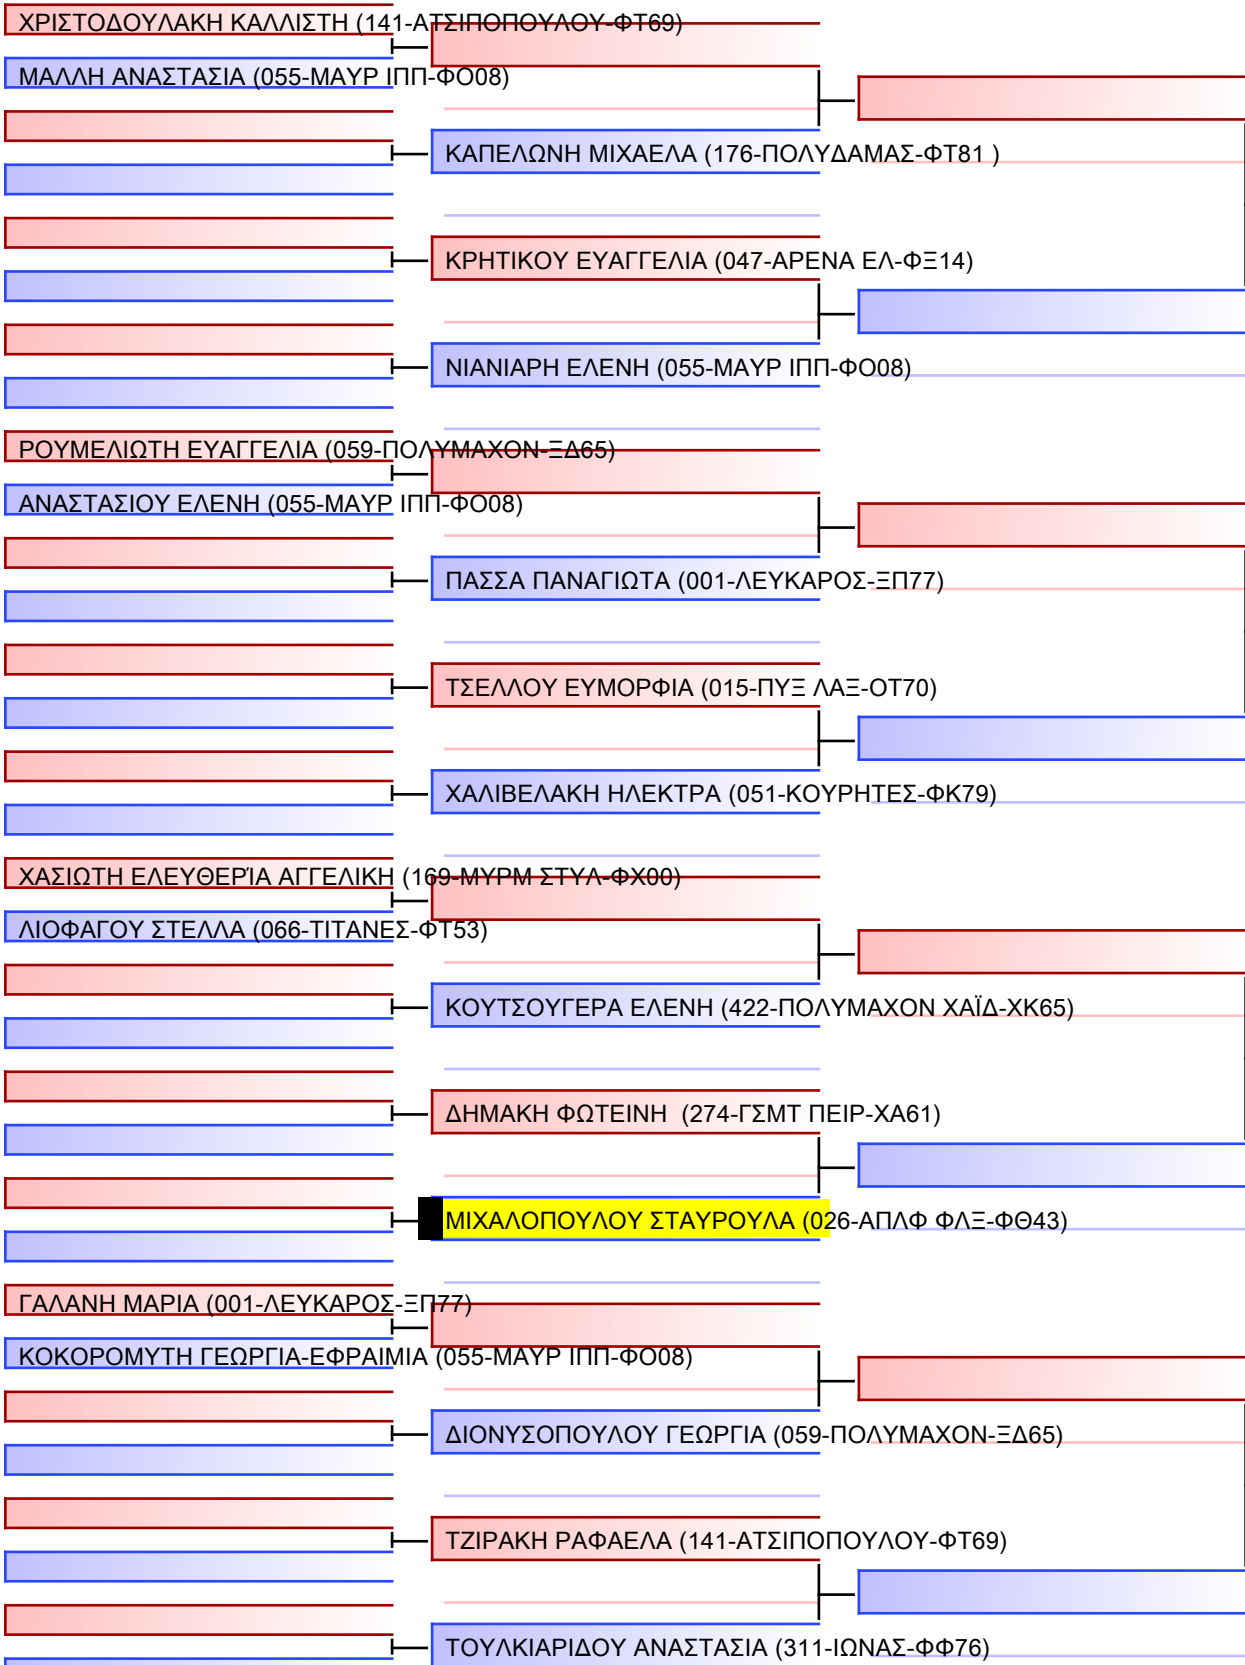 ΧΡΙΣΤΟΔΟΥΛΑΚΗ ΚΑΛΛΙΣΤΗ (141-ΑΤΣΙΠΟΠΟΥΛΟΥ-ΦΤ69)
ΜΑΛΛΗ ΑΝΑΣΤΑΣΙΑ (055-ΜΑΥΡ ΙΠΠ-ΦΟ08)
ΚΑΠΕΛΩΝΗ ΜΙΧΑΕΛΑ (176-ΠΟΛΥΔΑΜΑΣ-ΦΤ81 )
ΚΡΗΤΙΚΟΥ ΕΥΑΓΓΕΛΙΑ (047-ΑΡΕΝΑ ΕΛ-ΦΞ14)
ΝΙΑΝΙΑΡΗ ΕΛΕΝΗ (055-ΜΑΥΡ ΙΠΠ-ΦΟ08)
ΡΟΥΜΕΛΙΩΤΗ ΕΥΑΓΓΕΛΙΑ (059-ΠΟΛΥΜΑΧΟΝ-ΞΔ65)
ΑΝΑΣΤΑΣΙΟΥ ΕΛΕΝΗ (055-ΜΑΥΡ ΙΠΠ-ΦΟ08)
ΠΑΣΣΑ ΠΑΝΑΓΙΩΤΑ (001-ΛΕΥΚΑΡΟΣ-ΞΠ77)
ΤΣΕΛΛΟΥ ΕΥΜΟΡΦΙΑ (015-ΠΥΞ ΛΑΞ-ΟΤ70)
ΧΑΛΙΒΕΛΑΚΗ ΗΛΕΚΤΡΑ (051-ΚΟΥΡΗΤΕΣ-ΦΚ79)
ΧΑΣΙΩΤΗ ΕΛΕΥΘΕΡΊΑ ΑΓΓΕΛΙΚΗ (169-ΜΥΡΜ ΣΤΥΛ-ΦΧ00)
ΛΙΟΦΑΓΟΥ ΣΤΕΛΛΑ (066-ΤΙΤΑΝΕΣ-ΦΤ53)
ΚΟΥΤΣΟΥΓΕΡΑ ΕΛΕΝΗ (422-ΠΟΛΥΜΑΧΟΝ ΧΑΪΔ-ΧΚ65)
ΔΗΜΑΚΗ ΦΩΤΕΙΝΗ  (274-ΓΣΜΤ ΠΕΙΡ-ΧΑ61)
ΜΙΧΑΛΟΠΟΥΛΟΥ ΣΤΑΥΡΟΥΛΑ (026-ΑΠΛΦ ΦΛΞ-ΦΘ43)
ΓΑΛΑΝΗ ΜΑΡΙΑ (001-ΛΕΥΚΑΡΟΣ-ΞΠ77)
ΚΟΚΟΡΟΜΥΤΗ ΓΕΩΡΓΙΑ-ΕΦΡΑΙΜΙΑ (055-ΜΑΥΡ ΙΠΠ-ΦΟ08)
ΔΙΟΝΥΣΟΠΟΥΛΟΥ ΓΕΩΡΓΙΑ (059-ΠΟΛΥΜΑΧΟΝ-ΞΔ65)
ΤΖΙΡΑΚΗ ΡΑΦΑΕΛΑ (141-ΑΤΣΙΠΟΠΟΥΛΟΥ-ΦΤ69)
ΤΟΥΛΚΙΑΡΙΔΟΥ ΑΝΑΣΤΑΣΙΑ (311-ΙΩΝΑΣ-ΦΦ76)